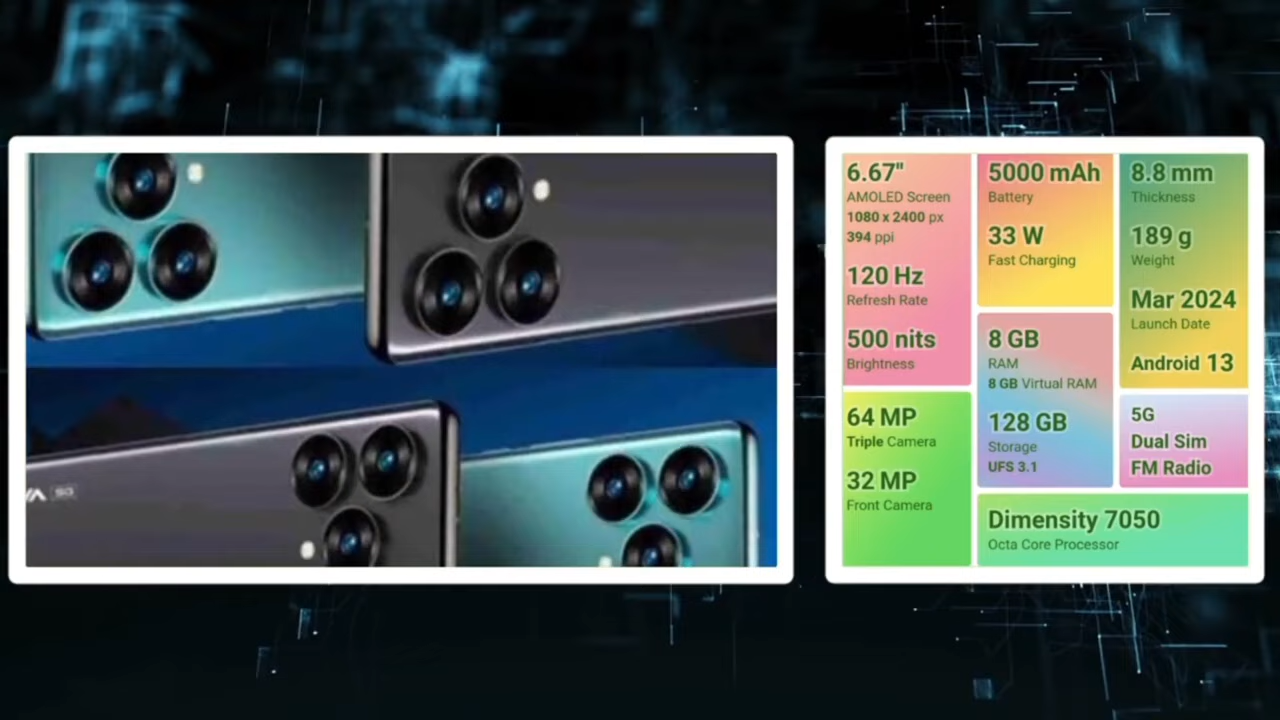 VA 5G
6.67"
AMOLED Screen
1080 x 2400 px
394 ppi
120 Hz
Refresh Rate
500 nits
Brightness
64 MP
Triple Camera
32 MP
Front Camera
5000 mAh
Battery
33 W
Fast Charging
8 GB
RAM
8 GB Virtual RAM
128 GB
Storage
UFS 3.1
8.8 mm
Thickness
189 g
Weight
Mar 2024
Launch Date
Android 13
5G
Dual Sim
FM Radio
Dimensity 7050
Octa Core Processor